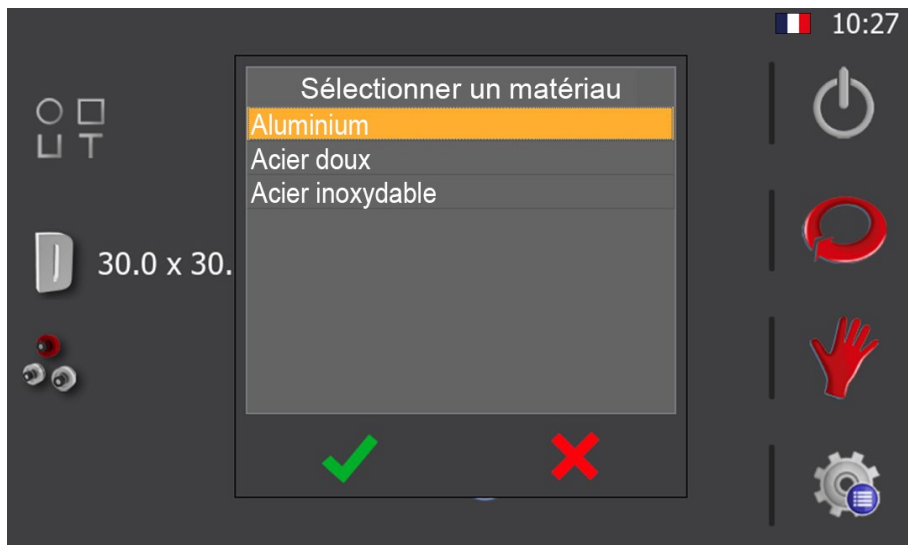 10:27
Sélectionner un matériau
Aluminium
Acier doux
Acier inoxydable
30.0 x 30.